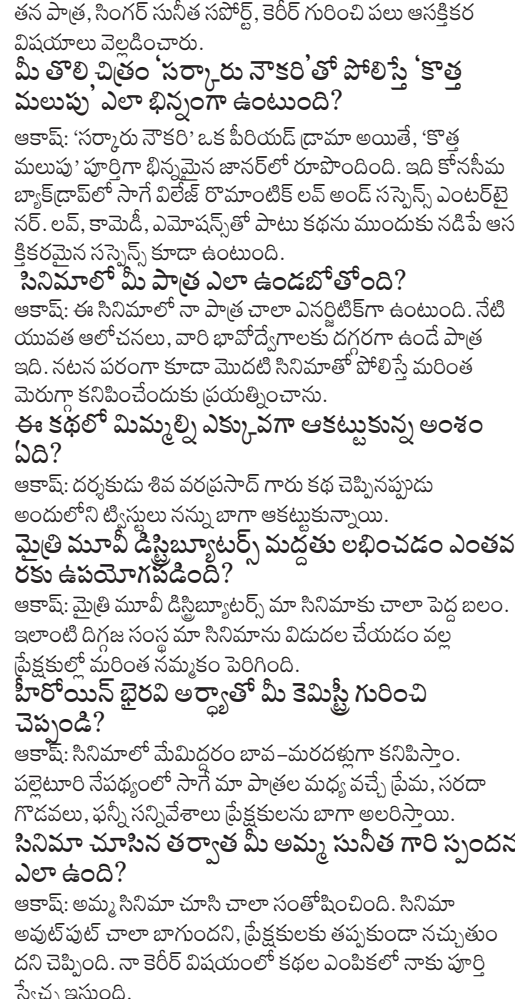 తన పాత్ర, సింగర్ సునీత సపోర్ట్, కెరీర్ గురించి పలు ఆసక్తికర
విషయాలు వెల్లడించారు.
మీ తొలి చిత్రం ‘సర్కారు నౌకరి’తో పోలిస్తే ‘కొత్త
మలుపు’ ఎలా భిన్నంగా ఉంటుంది?
ఆకాష్: ‘సర్కారు నౌకరి’ ఒక పీరియడ్ డ్రామా అయితే, ‘కొత్త
మలుపు’ పూర్తిగా భిన్నమైన జానర్‌లో రూపొందింది. ఇది కోనసీమ
బ్యాక్‌డ్రాప్‌లో సాగే విలేజ్ రొమాంటిక్ లవ్ అండ్ సస్పెన్స్ ఎంటర్‌టై
నర్. లవ్, కామెడీ, ఎమోషన్స్‌తో పాటు కథను ముందుకు నడిపే ఆస
క్తికరమైన సస్పెన్స్ కూడా ఉంటుంది.
సినిమాలో మీ పాత్ర ఎలా ఉండబోతోంది?
ఆకాష్: ఈ సినిమాలో నా పాత్ర చాలా ఎనర్జిటిక్‌గా ఉంటుంది. నేటి
యువత ఆలోచనలు, వారి భావోద్వేగాలకు దగ్గరగా ఉండే పాత్ర
ఇది. నటన పరంగా కూడా మొదటి సినిమాతో పోలిస్తే మరింత
మెరుగ్గా కనిపించేందుకు ప్రయత్నించాను.
ఈ కథలో మిమ్మల్ని ఎక్కువగా ఆకట్టుకున్న అంశం
ఏది?
ఆకాష్: దర్శకుడు శివ వరప్రసాద్ గారు కథ చెప్పినప్పుడు
అందులోని ట్విస్టులు నన్ను బాగా ఆకట్టుకున్నాయి.
మైత్రి మూవీ డిస్ట్రిబ్యూటర్స్ మద్దతు లభించడం ఎంతవ
రకు ఉపయోగపడింది?
ఆకాష్: మైత్రి మూవీ డిస్ట్రిబ్యూటర్స్ మా సినిమాకు చాలా పెద్ద బలం.
ఇలాంటి దిగ్గజ సంస్థ మా సినిమాను విడుదల చేయడం వల్ల
ప్రేక్షకుల్లో మరింత నమ్మకం పెరిగింది.
హీరోయిన్ భైరవి అర్ధ్యాతో మీ కెమిస్ట్రీ గురించి
చెప్పండి?
ఆకాష్: సినిమాలో మేమిద్దరం బావ–మరదళ్లుగా కనిపిస్తాం.
పల్లెటూరి నేపథ్యంలో సాగే మా పాత్రల మధ్య వచ్చే ప్రేమ, సరదా
గొడవలు, ఫన్నీ సన్నివేశాలు ప్రేక్షకులను బాగా అలరిస్తాయి.
సినిమా చూసిన తర్వాత మీ అమ్మ సునీత గారి స్పందన
ఎలా ఉంది?
ఆకాష్: అమ్మ సినిమా చూసి చాలా సంతోషించింది. సినిమా
అవుట్‌పుట్ చాలా బాగుందని, ప్రేక్షకులకు తప్పకుండా నచ్చుతుం
దని చెప్పింది. నా కెరీర్ విషయంలో కథల ఎంపికలో నాకు పూర్తి
స్వేచ్ఛ ఇస్తుంది.